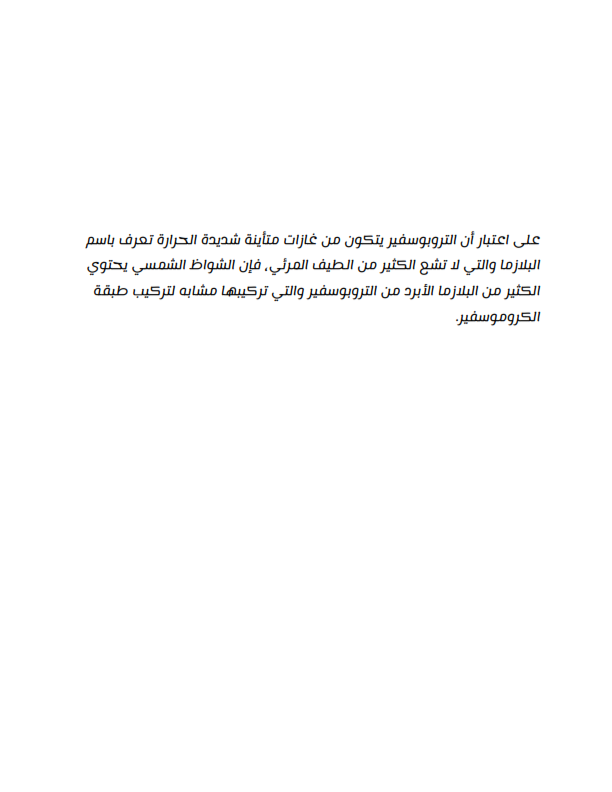 على اعتبار أن التروبوسفير يتكون من غازات متأينة شديدة الحرارة تعرف باسم
البلازما والتي لا تشع الكثير من الطيف المرئي، فإن الشواظ الشمسي يحتوي
الكثير من البلازما الأبرد من التروبوسفير والتي تركيبها مشابه لتركيب طبقة
الكروموسفير.